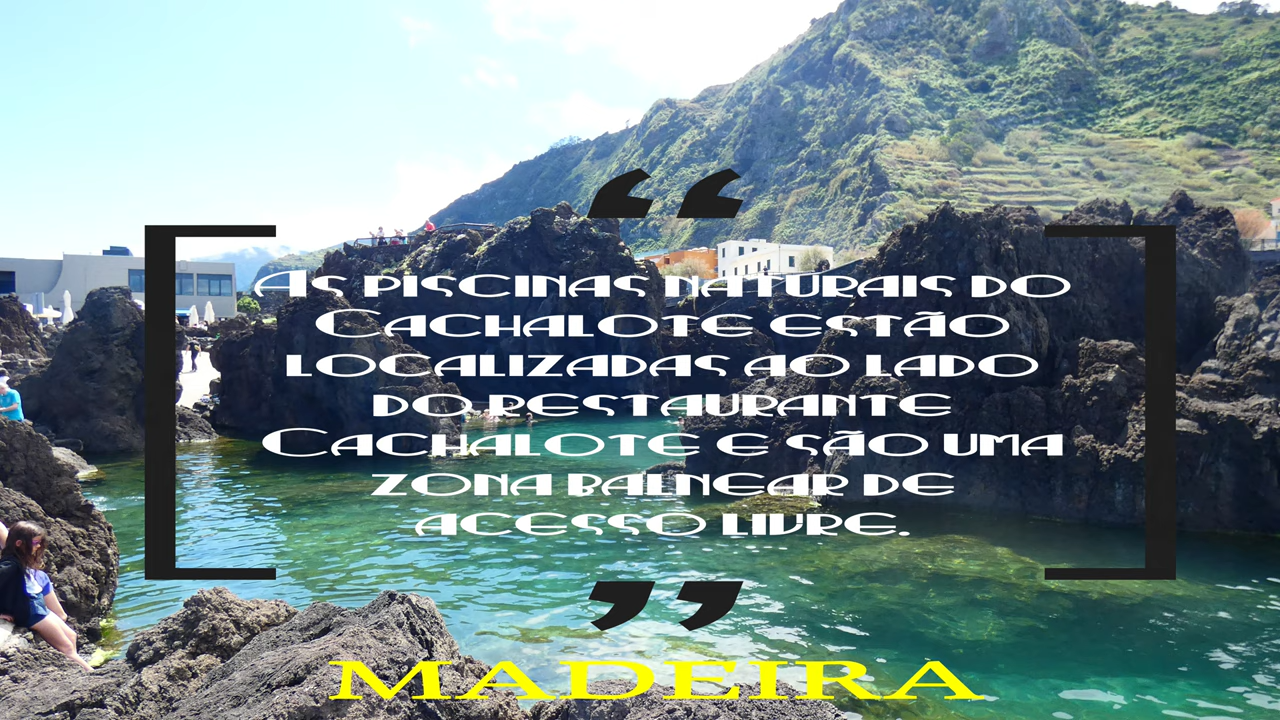 “
As piscinas naturais do
Cachalote estão
localizadas ao lado
do restaurante
Cachalote e são uma
zona balnear de
acesso livre.
”
MADEIRA